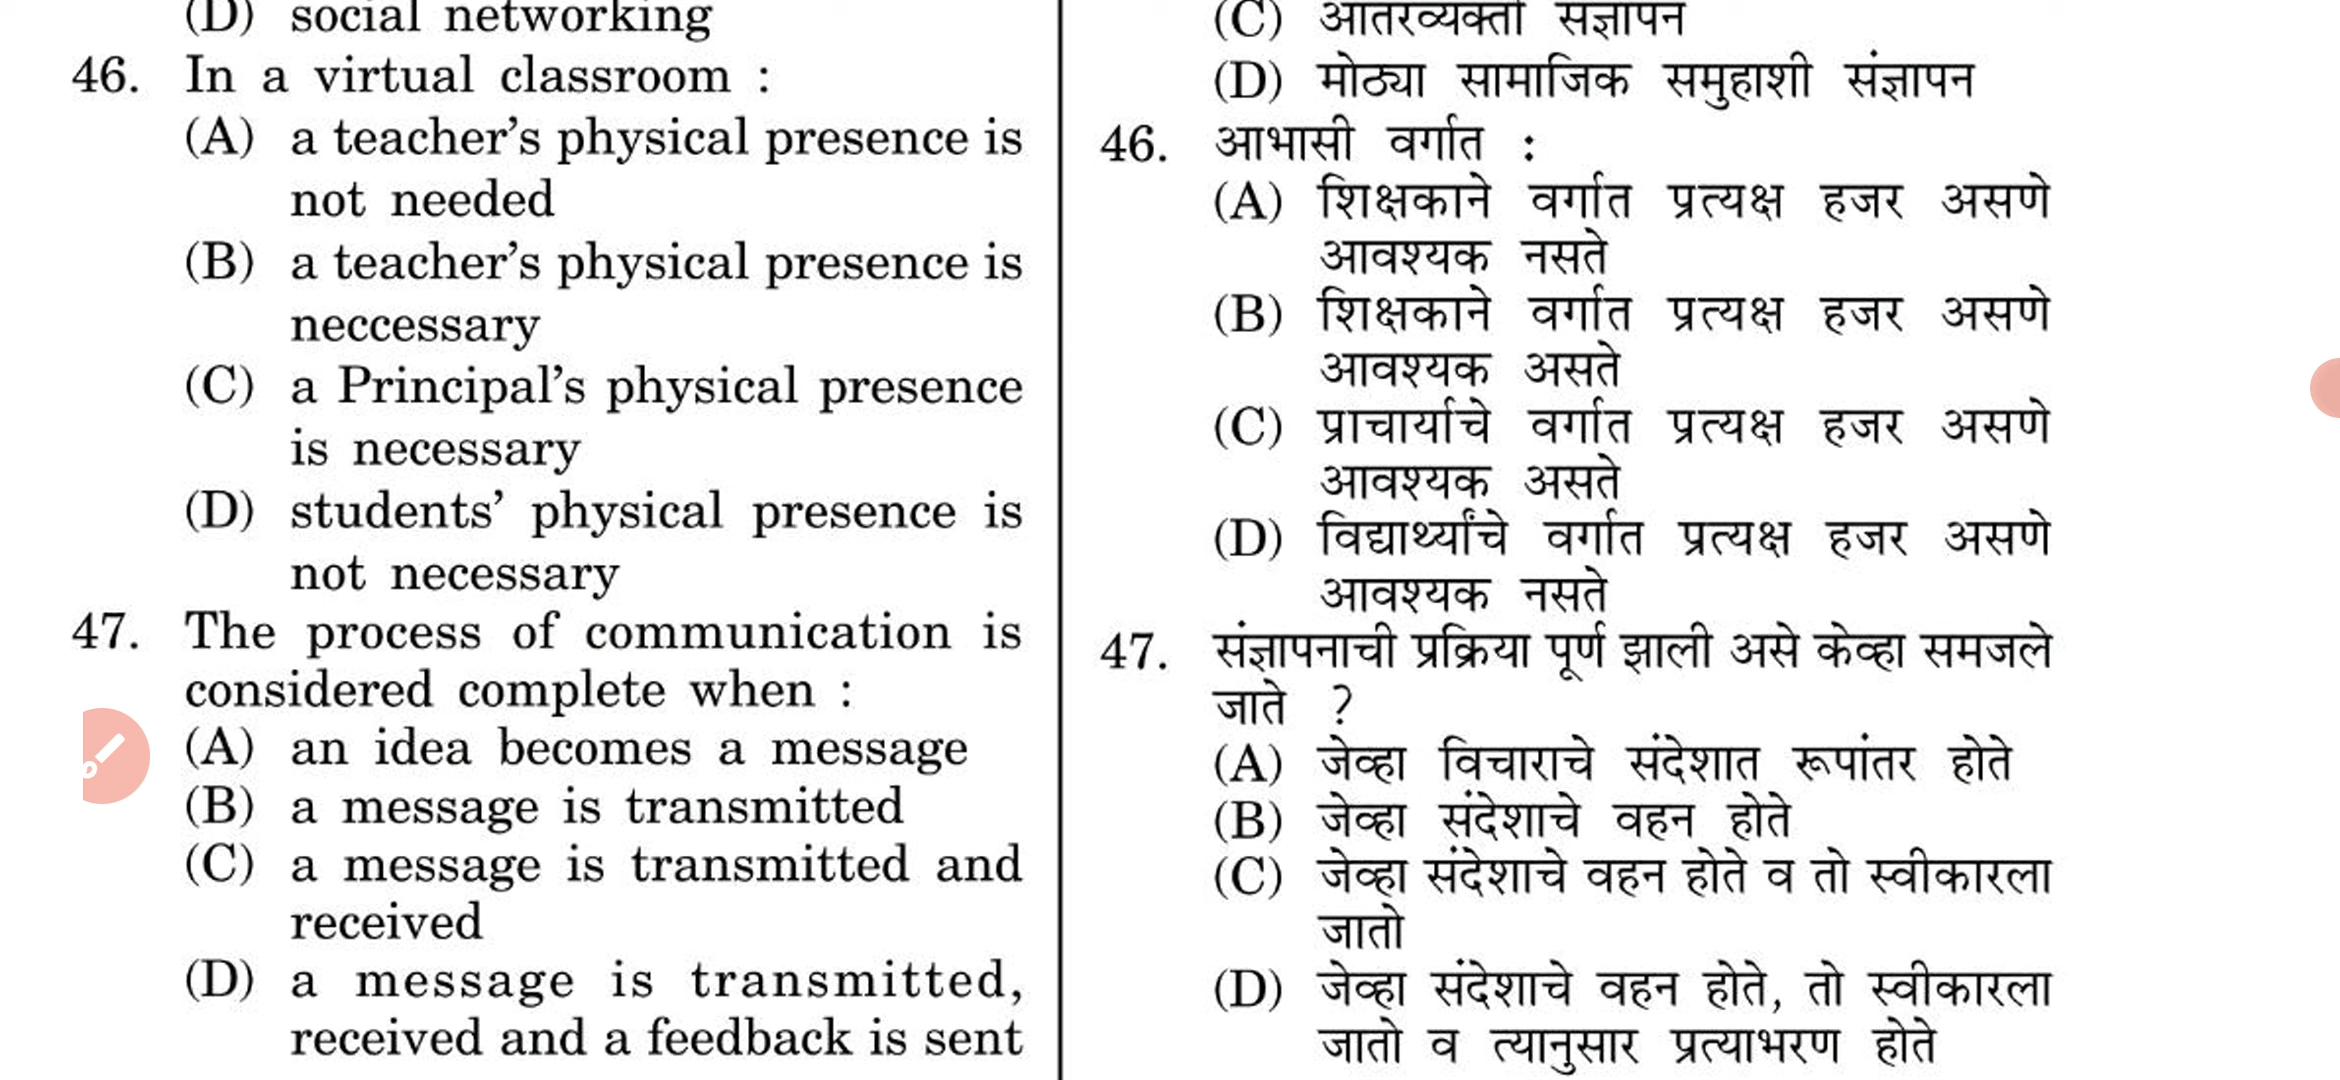 (D) social networking
46. In a virtual classroom :
(A) a teacher’s physical presence is
not needed
(B) a teacher’s physical presence is
neccessary
(C) a Principal’s physical presence
is necessary
(D) students’ physical presence is
not necessary
47. The process of communication is
considered complete when :
(A) an idea becomes a message
(B) a message is transmitted
(C) a message is transmitted and
received
(D) a message is transmitted,
received and a feedback is sent
(C) आंतरव्यक्ती संज्ञापन
(D) मोठ्या सामाजिक समुहाशी संज्ञापन
46. आभासी वर्गात :
(A) शिक्षकाने वर्गात प्रत्यक्ष हजर असणे
आवश्यक नसते
(B) शिक्षकाने वर्गात प्रत्यक्ष हजर असणे
आवश्यक असते
(C) प्राचार्याचे वर्गात प्रत्यक्ष हजर असणे
आवश्यक असते
(D) विद्यार्थ्यांचे वर्गात प्रत्यक्ष हजर असणे
आवश्यक नसते
47. संज्ञापनाची प्रक्रिया पूर्ण झाली असे केव्हा समजले
जाते ?
(A) जेव्हा विचाराचे संदेशात रूपांतर होते
(B) जेव्हा संदेशाचे वहन होते
(C) जेव्हा संदेशाचे वहन होते व तो स्वीकारला
जातो
(D) जेव्हा संदेशाचे वहन होते, तो स्वीकारला
जातो व त्यानुसार प्रत्याभरण होते